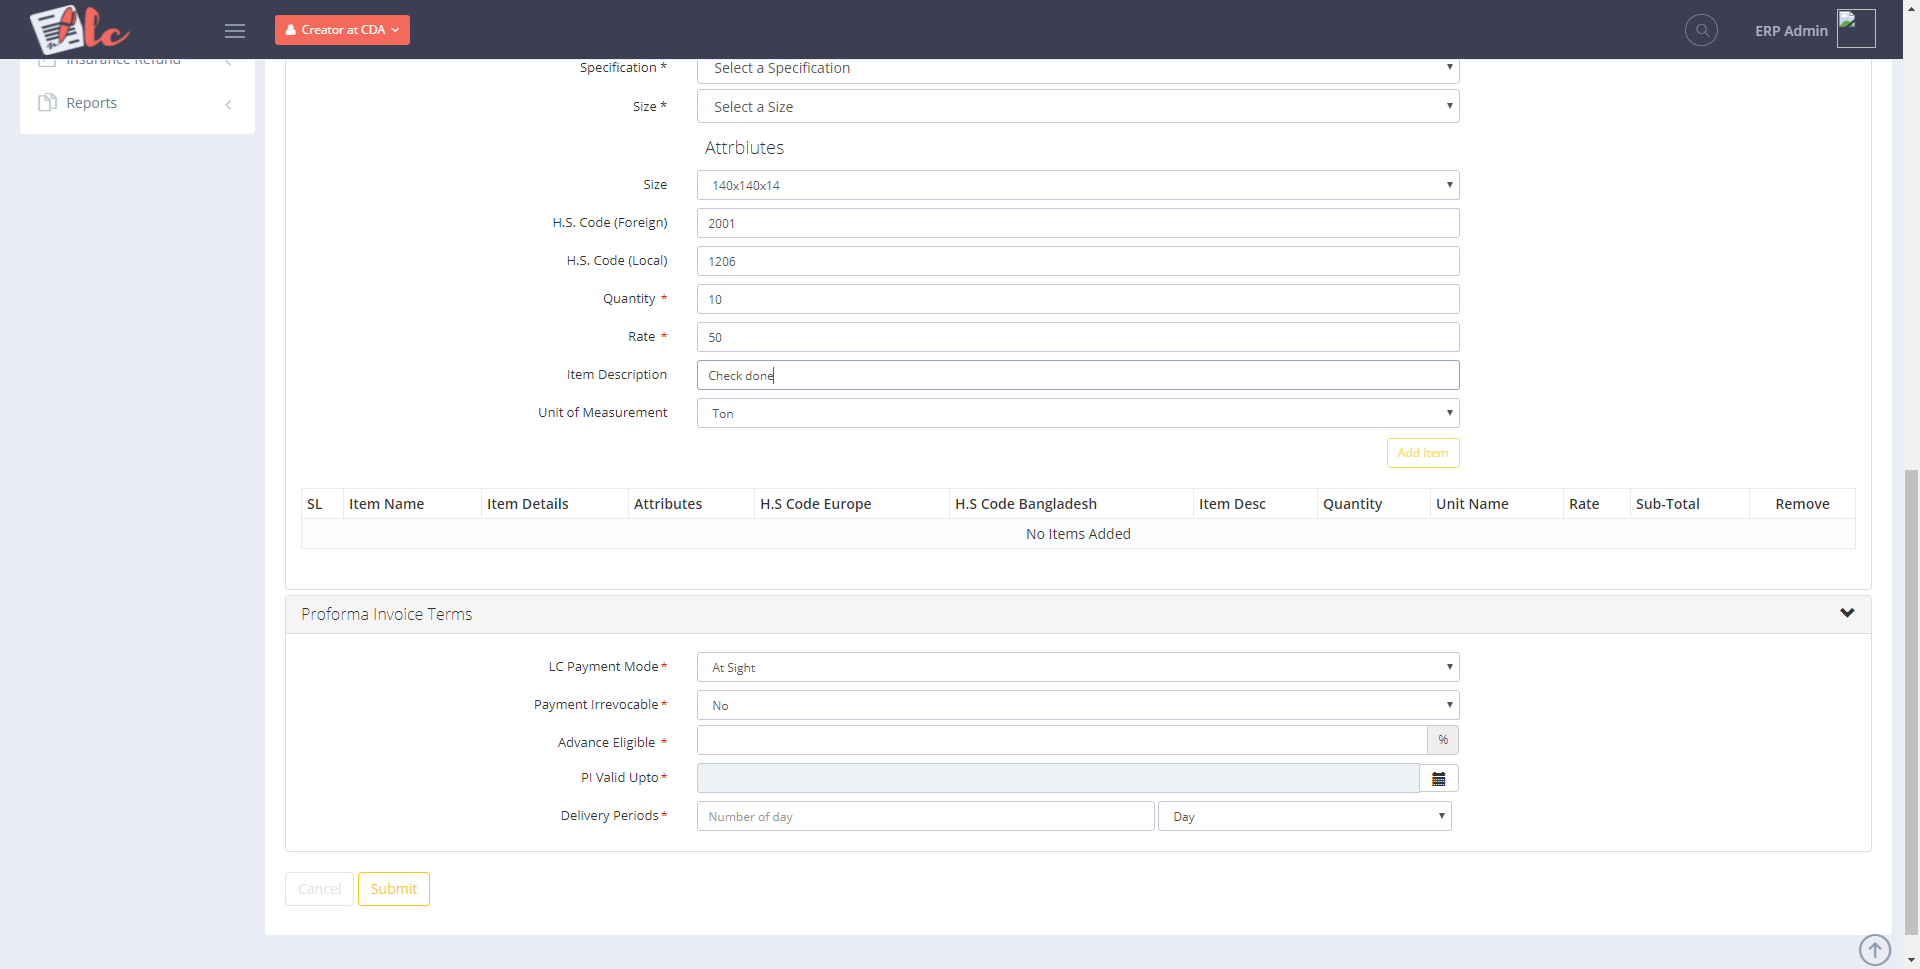 lc
Creator at CDA
ERP Admin
Insurance Refund
Reports
Specification *
Select a Specification
Size *
Select a Size
Attrbiutes
Size
140x140x14
H.S. Code (Foreign)
2001
H.S. Code (Local)
1206
Quantity *
10
Rate *
50
Item Description
Check done
Unit of Measurement
Ton
Add Item
SL Item Name Item Details Attributes H.S Code Europe H.S Code Bangladesh Item Desc Quantity Unit Name Rate Sub-Total Remove
No Items Added
Proforma Invoice Terms
LC Payment Mode*
At Sight
Payment Irrevocable*
No
Advance Eligible *
%
PI Valid Upto*
Delivery Periods*
Number of day
Day
Cancel
Submit